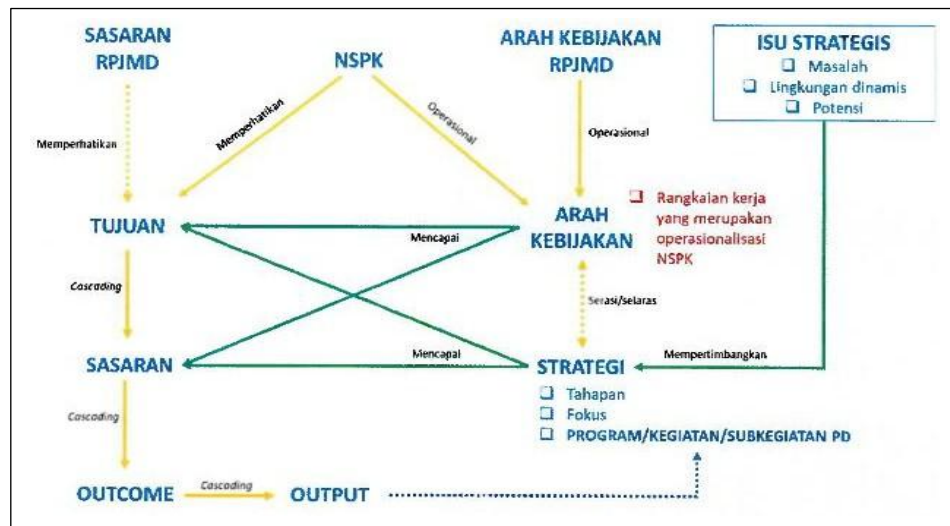 SASARAN
RPJMD
NSPK
ARAH KEBIJAKAN
RPJMD
ISU STRATEGIS
Masalah
Lingkungan dinamis
Potensi
Memperhatikan
Memperhatikan
Operasional
Operasional
TUJUAN
ARAH
KEBIJAKAN
Rangkaian kerja
yang merupakan
operasionalisasi
NSPK
Mencapai
Cascading
Serasi/selaras
SASARAN
Mencapai
STRATEGI
Mempertimbangkan
Tahapan
Fokus
PROGRAM/KEGIATAN/SUBKEGIATAN PD
Cascading
OUTCOME
Cascading
OUTPUT